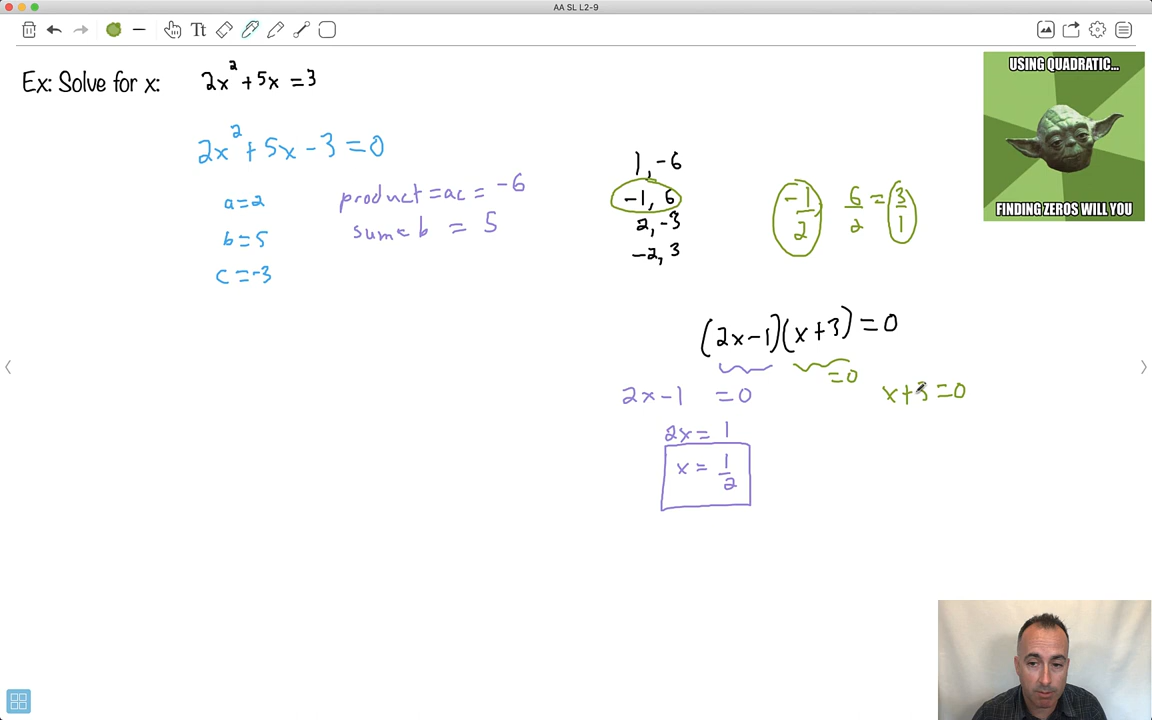 AA SL L2-9
Tt
Ex: Solve for x: 2x² + 5x = 3
USING QUADRATIC...
FINDING ZEROS WILL YOU
2x² + 5x - 3 = 0
a = 2
b = 5
c = -3
product = ac = -6
sum = b = 5
1, -6
-1, 6
2, -3
-2, 3
-1/2, 6/2 = 3/1
(2x-1)(x+3) = 0
= 0
2x-1 = 0
2x = 1
x = 1/2
x+3 = 0